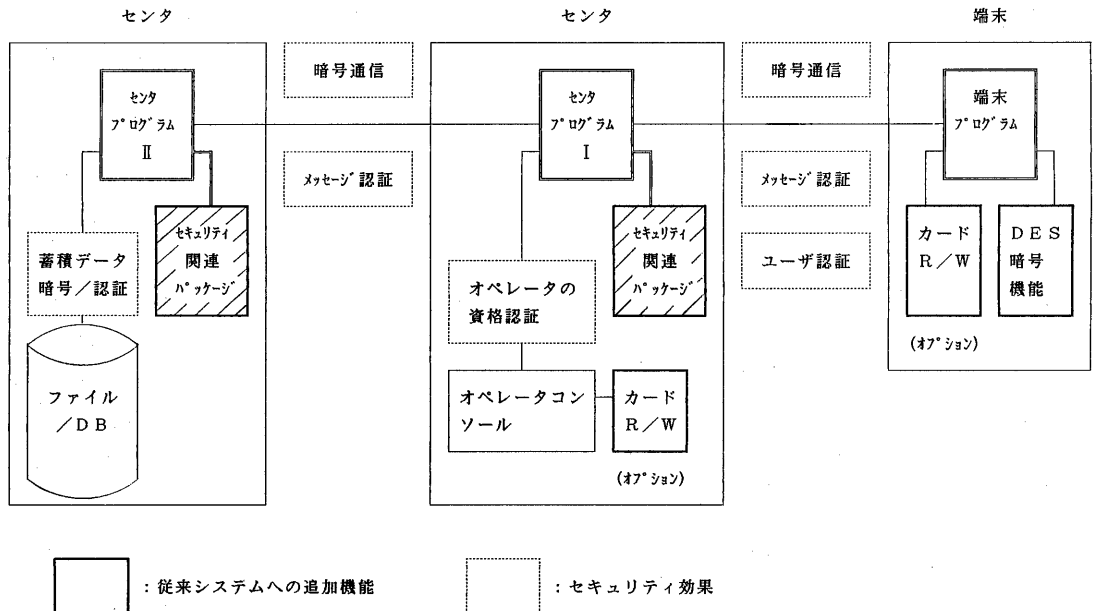 センタ
センタ
端末
センタ
プログラム
Ⅱ
暗号通信
メッセージ認証
蓄積データ
暗号/認証
セキュリティ
関連
パッケージ
ファイル
/DB
センタ
プログラム
Ⅰ
オペレータの
資格認証
セキュリティ
関連
パッケージ
オペレータコン
ソール
カード
R/W
(オプション)
暗号通信
メッセージ認証
ユーザ認証
端末
プログラム
カード
R/W
(オプション)
DES
暗号
機能
:従来システムへの追加機能
:セキュリティ効果